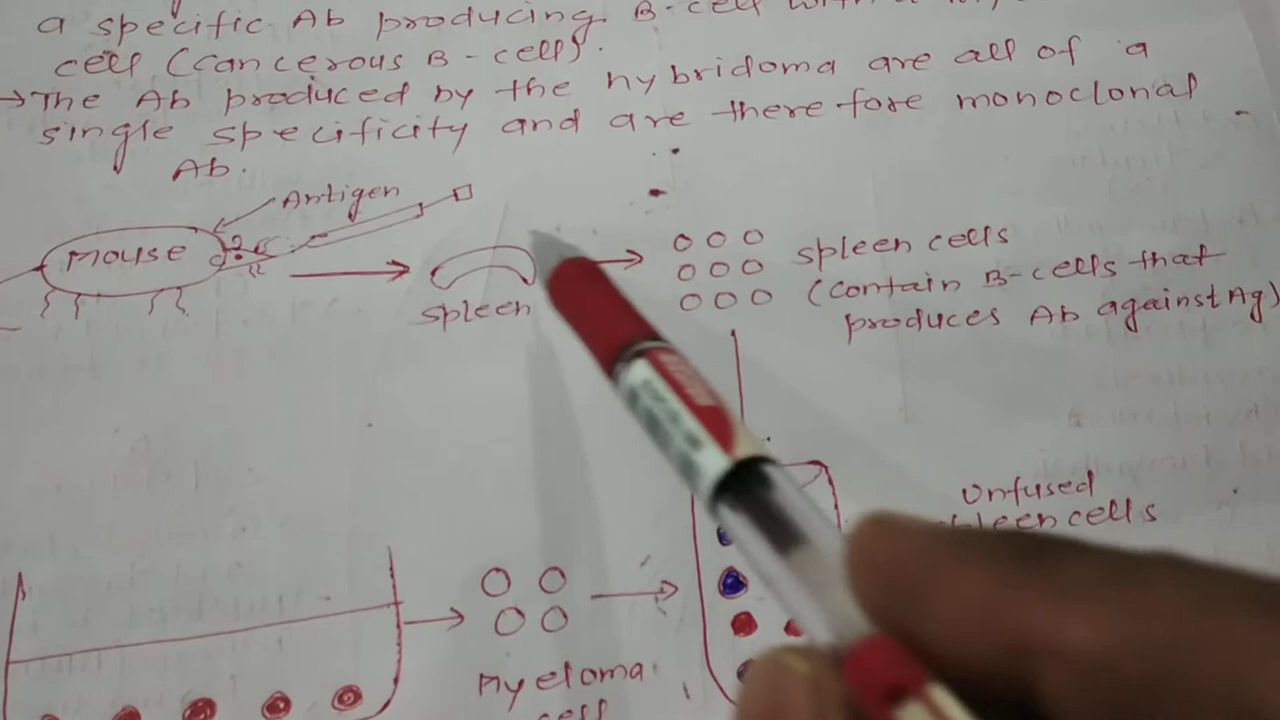 a specific Ab producing B-cell with a
cell (cancerous B-cell).
→ The Ab produced by the hybridoma are all of a
single specificity and are therefore monoclonal
Ab.
Antigen
Mouse
Spleen
spleen cells
(contain B-cells that
produces Ab against Ag)
Unfused
spleen cells
Myeloma
cell